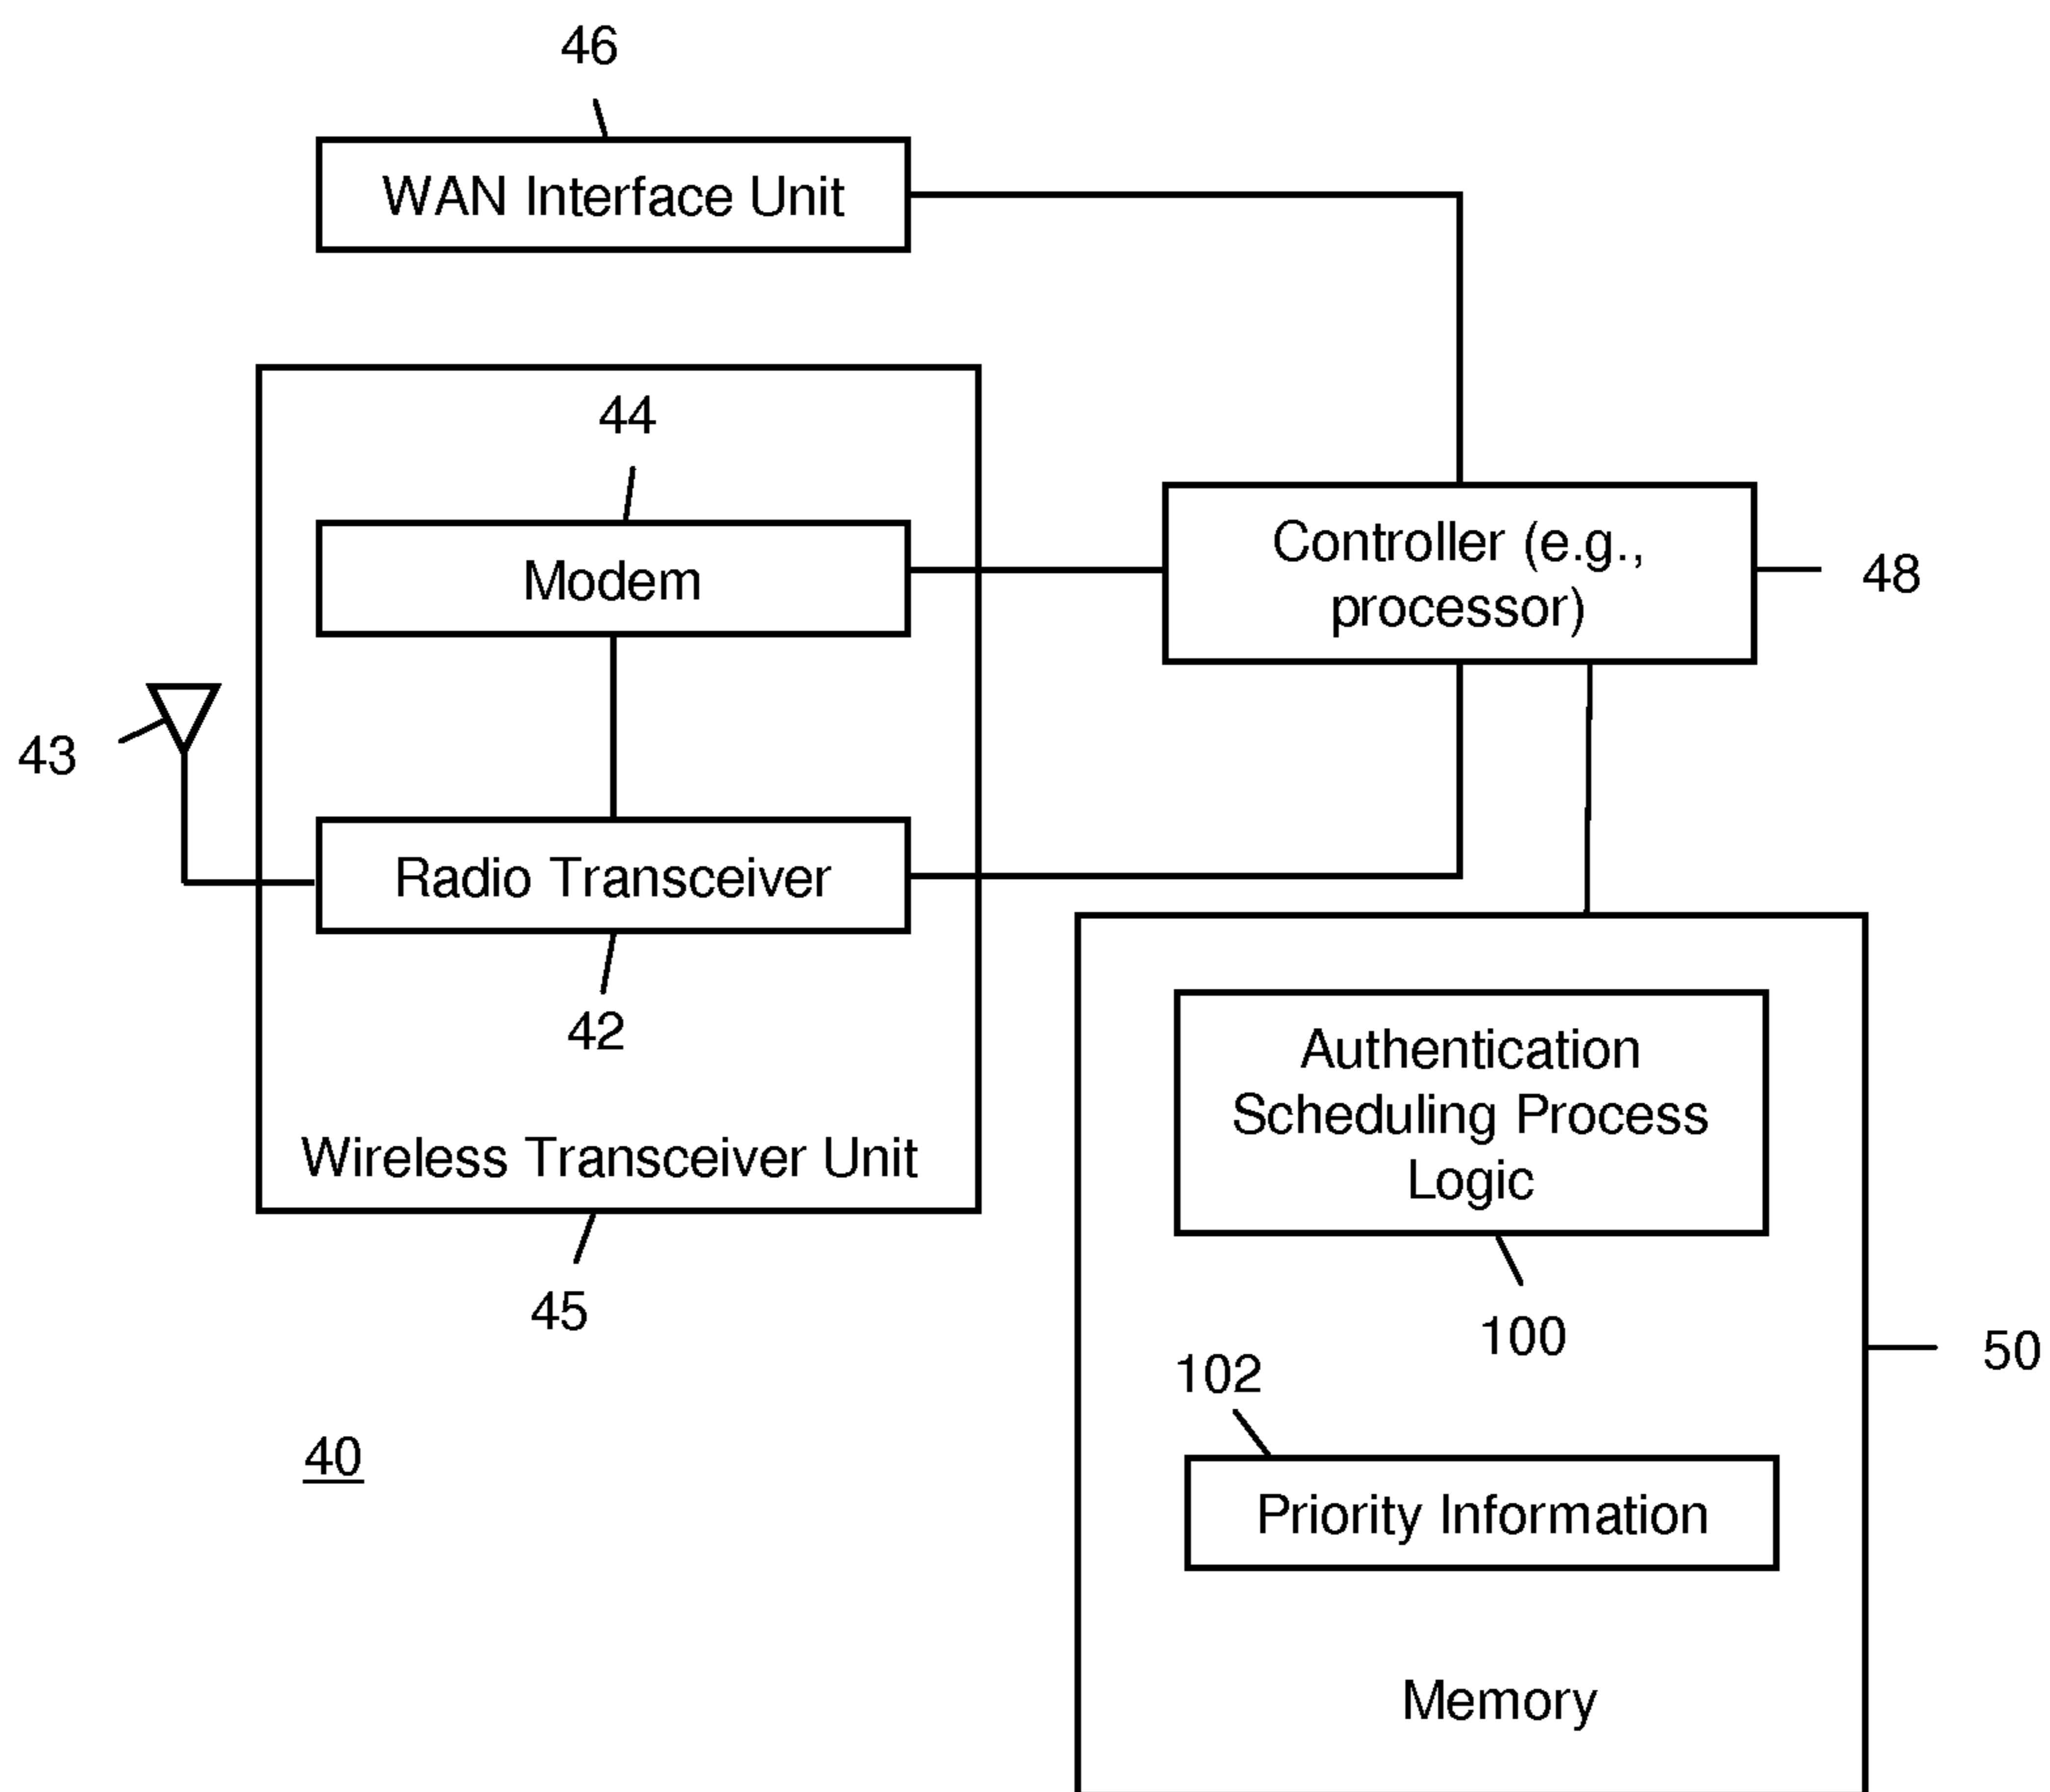 46
WAN Interface Unit
44
Modem
Controller (e.g.,
processor)
48
43
Radio Transceiver
42
Wireless Transceiver Unit
45
Authentication
Scheduling Process
Logic
100
50
102
Priority Information
40
Memory